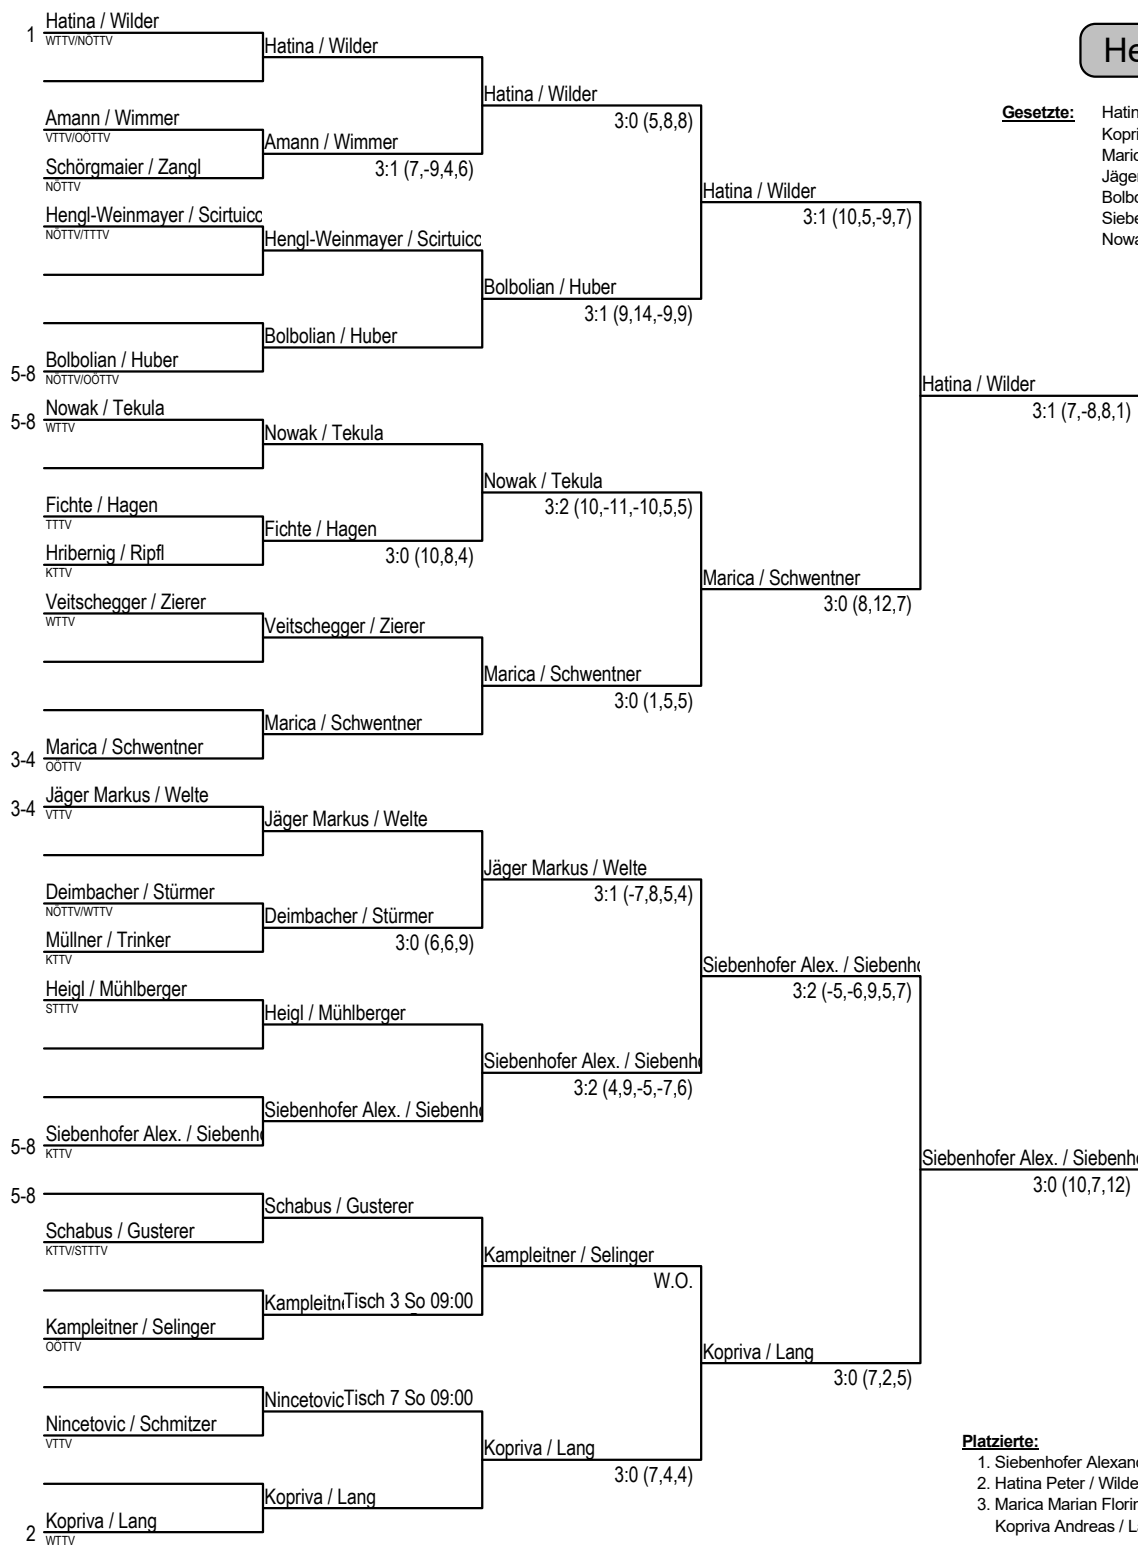 Hatina / Wilder
1
WTTV/NÖTTV
Hatina / Wilder
Hatina / Wilder
3:0 (5,8,8)
Amann / Wimmer
VTTV/OÖTTV
Amann / Wimmer
3:1 (7,-9,4,6)
Schörgmaier / Zangl
NÖTTV
Hatina / Wilder
3:1 (10,5,-9,7)
Hengl-Weinmayer / Scirtuicc
NÖTTV/TTTV
Hengl-Weinmayer / Scirtuicc
Bolbolian / Huber
3:1 (9,14,-9,9)
Bolbolian / Huber
Bolbolian / Huber
5-8
NÖTTV/OÖTTV
Hatina / Wilder
3:1 (7,-8,8,1)
Nowak / Tekula
5-8
WTTV
Nowak / Tekula
Nowak / Tekula
3:2 (10,-11,-10,5,5)
Fichte / Hagen
TTTV
Fichte / Hagen
3:0 (10,8,4)
Hribernig / Ripfl
KTTV
Marica / Schwentner
3:0 (8,12,7)
Veitschegger / Zierer
WTTV
Veitschegger / Zierer
Marica / Schwentner
3:0 (1,5,5)
Marica / Schwentner
Marica / Schwentner
3-4
OÖTTV
Jäger Markus / Welte
3-4
VTTV
Jäger Markus / Welte
Jäger Markus / Welte
3:1 (-7,8,5,4)
Deimbacher / Stürmer
NÖTTV/WTTV
Deimbacher / Stürmer
3:0 (6,6,9)
Müllner / Trinker
KTTV
Siebenhofer Alex. / Siebenh
3:2 (-5,-6,9,5,7)
Heigl / Mühlberger
STTTV
Heigl / Mühlberger
Siebenhofer Alex. / Siebenh
3:2 (4,9,-5,-7,6)
Siebenhofer Alex. / Siebenh
Siebenhofer Alex. / Siebenh
5-8
KTTV
Siebenhofer Alex. / Siebenh
3:0 (10,7,12)
5-8
Schabus / Gusterer
Schabus / Gusterer
KTTV/STTTV
Kampleitner / Selinger
W.O.
Kampleitn Tisch 3 So 09:00
Kampleitner / Selinger
OÖTTV
Kopriva / Lang
3:0 (7,2,5)
Nincetovic Tisch 7 So 09:00
Nincetovic / Schmitzer
VTTV
Kopriva / Lang
3:0 (7,4,4)
Kopriva / Lang
Kopriva / Lang
2
WTTV
He
Gesetzte: Hatin
Kopri
Maric
Jäger
Bolbo
Siebe
Nowa
Platzierte:
1. Siebenhofer Alexand
2. Hatina Peter / Wilde
3. Marica Marian Florin
Kopriva Andreas / L